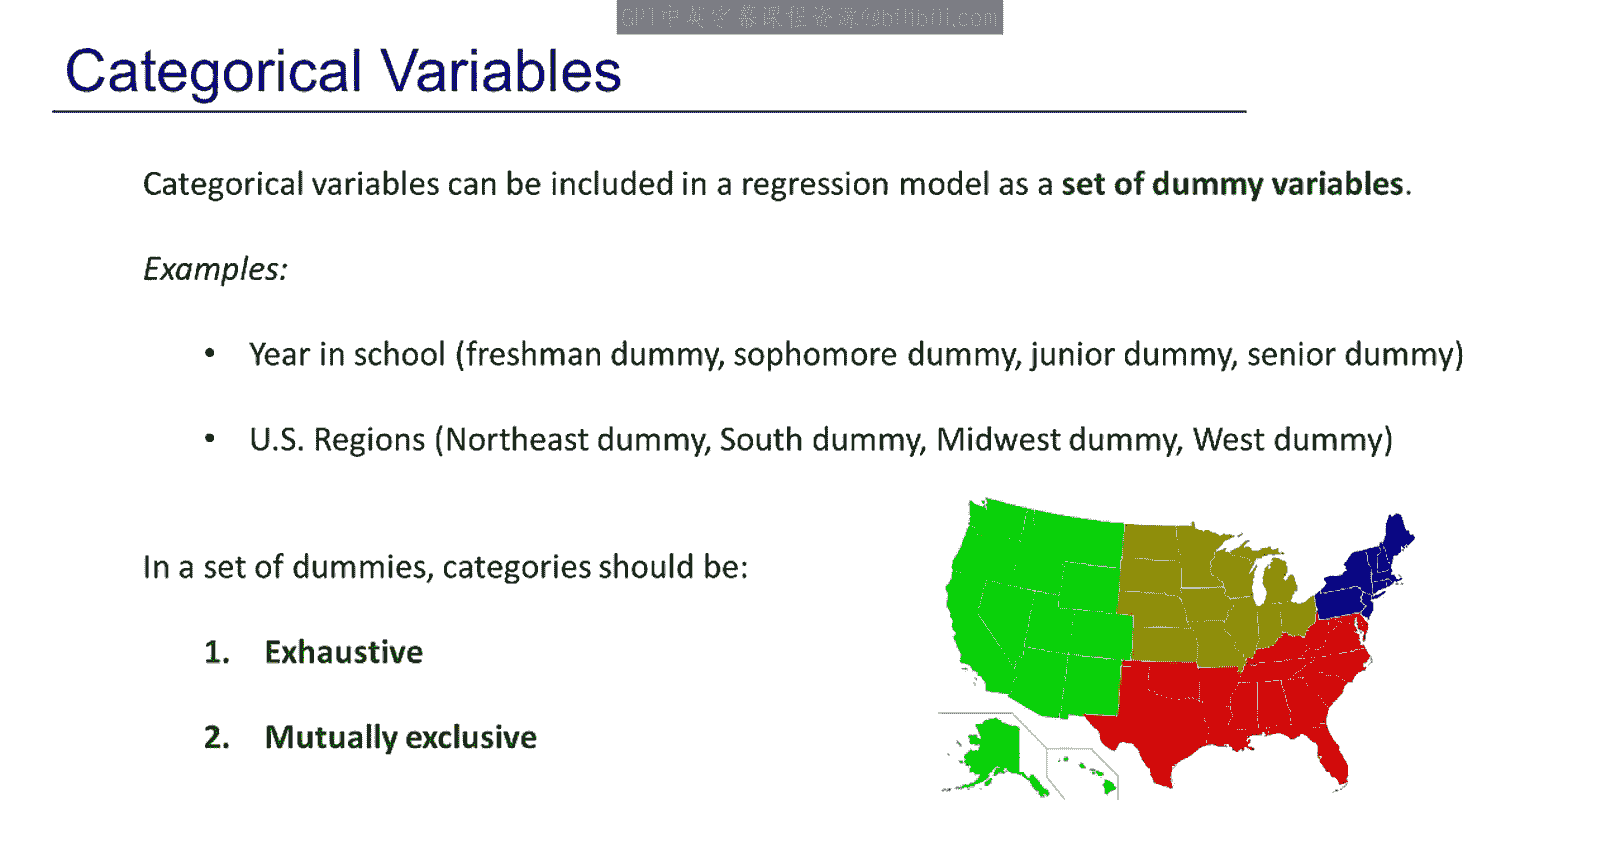 Categorical Variables
Categorical variables can be included in a regression model as a set of dummy variables.
Examples:
• Year in school (freshman dummy, sophomore dummy, junior dummy, senior dummy)
• U.S. Regions (Northeast dummy, South dummy, Midwest dummy, West dummy)
In a set of dummies, categories should be:
1. Exhaustive
2. Mutually exclusive